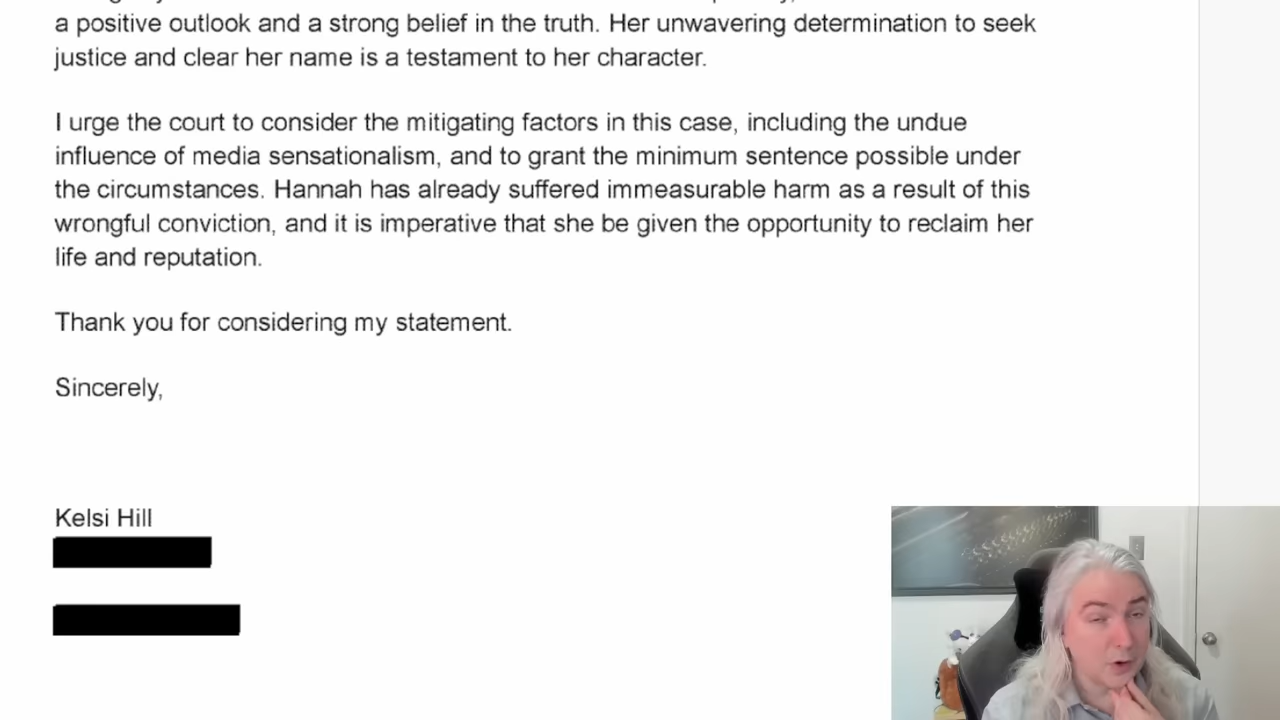 a positive outlook and a strong belief in the truth. Her unwavering determination to seek
justice and clear her name is a testament to her character.
I urge the court to consider the mitigating factors in this case, including the undue
influence of media sensationalism, and to grant the minimum sentence possible under
the circumstances. Hannah has already suffered immeasurable harm as a result of this
wrongful conviction, and it is imperative that she be given the opportunity to reclaim her
life and reputation.
Thank you for considering my statement.
Sincerely,
Kelsi Hill